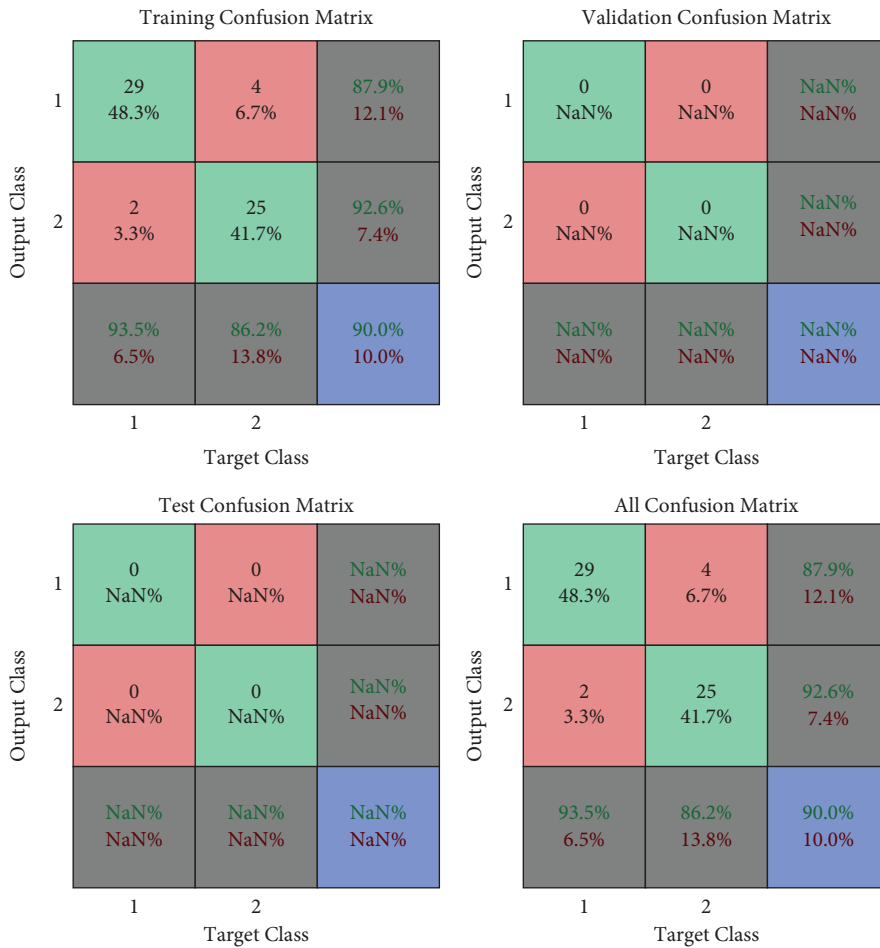 Training Confusion Matrix
Output Class
1
29
48.3%
4
6.7%
87.9%
12.1%
2
2
3.3%
25
41.7%
92.6%
7.4%
93.5%
6.5%
86.2%
13.8%
90.0%
10.0%
1
2
Target Class
Validation Confusion Matrix
Output Class
1
0
NaN%
0
NaN%
NaN%
NaN%
2
0
NaN%
0
NaN%
NaN%
NaN%
NaN%
NaN%
NaN%
NaN%
NaN%
NaN%
1
2
Target Class
Test Confusion Matrix
Output Class
1
0
NaN%
0
NaN%
NaN%
NaN%
2
0
NaN%
0
NaN%
NaN%
NaN%
NaN%
NaN%
NaN%
NaN%
NaN%
NaN%
1
2
Target Class
All Confusion Matrix
Output Class
1
29
48.3%
4
6.7%
87.9%
12.1%
2
2
3.3%
25
41.7%
92.6%
7.4%
93.5%
6.5%
86.2%
13.8%
90.0%
10.0%
1
2
Target Class